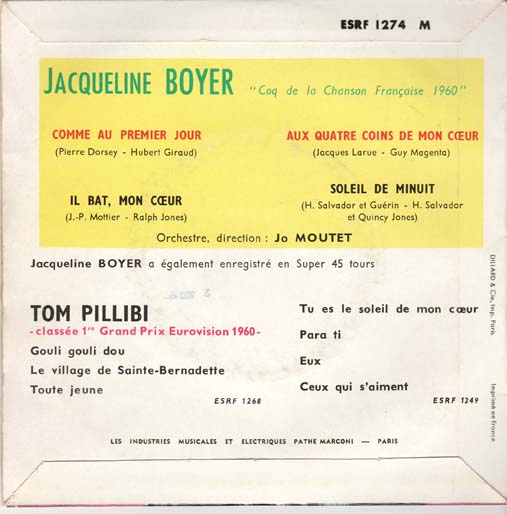 ESRF 1274 M
JACQUELINE BOYER "Coq de la Chanson Française 1960"
COMME AU PREMIER JOUR
(Pierre Dorsey - Hubert Giraud)
AUX QUATRE COINS DE MON CŒUR
(Jacques Larue - Guy Magenta)
IL BAT, MON CŒUR
(J.-P. Mottier - Ralph Jones)
SOLEIL DE MINUIT
(H. Salvador et Guérin - H. Salvador
et Quincy Jones)
Orchestre, direction : Jo MOUTET
Jacqueline BOYER a également enregistré en Super 45 tours
TOM PILLIBI
- classée 1re Grand Prix Eurovision 1960 -
Gouli gouli dou
Le village de Sainte-Bernadette
Toute jeune
ESRF 1268
Tu es le soleil de mon cœur
Para ti
Eux
Ceux qui s'aiment
ESRF 1249
LES INDUSTRIES MUSICALES ET ELECTRIQUES PATHE MARCONI — PARIS
DILLARD & Cie, Imp. Paris
Imprimé en France